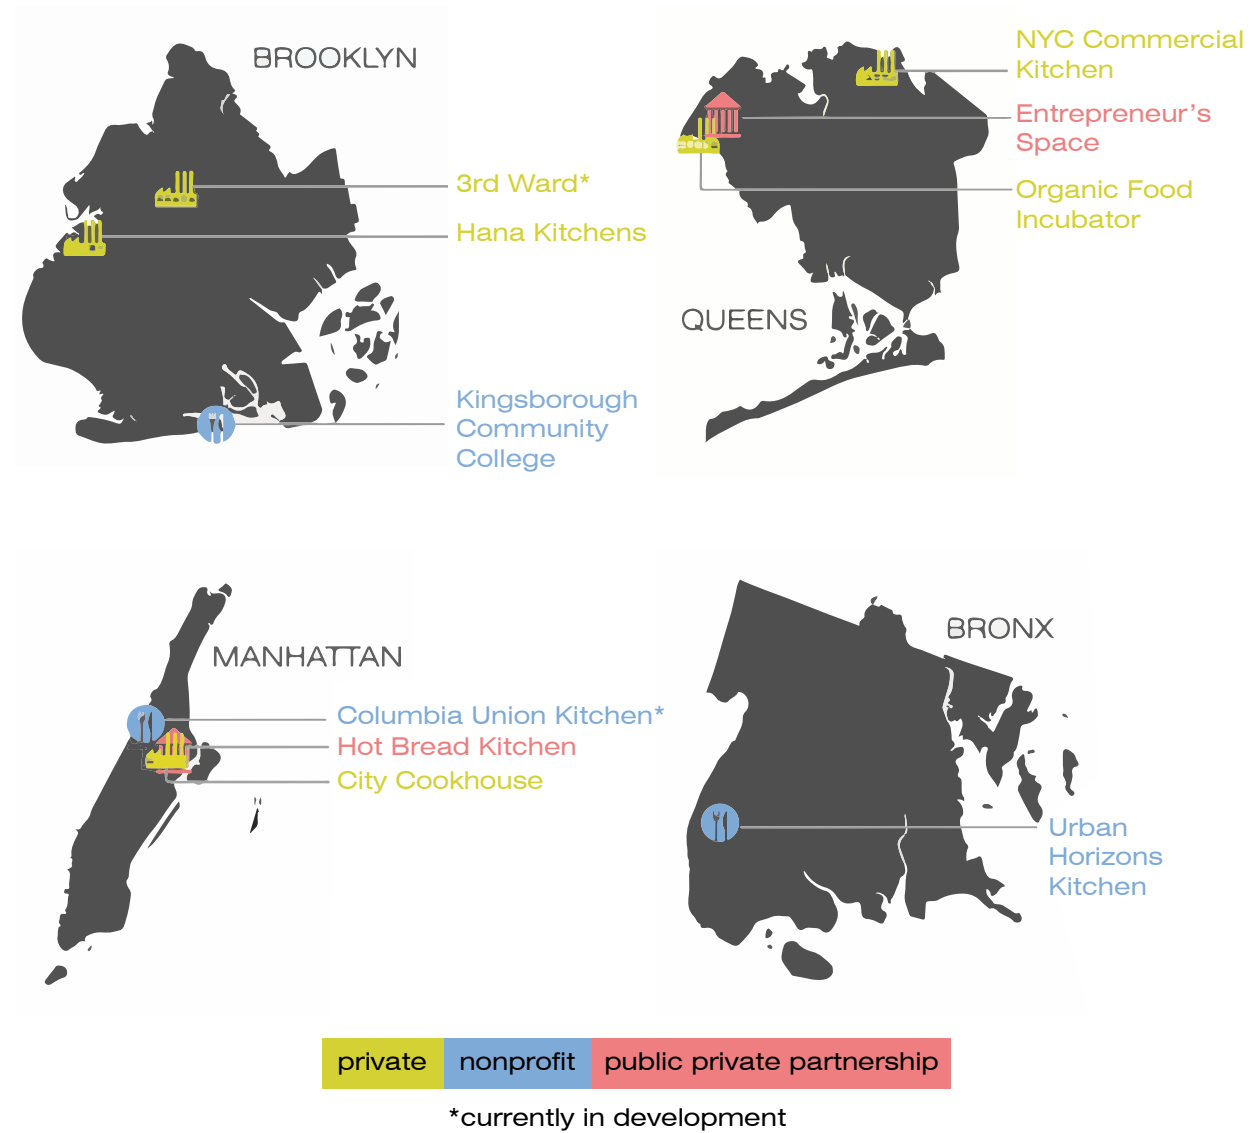 BROOKLYN
3rd Ward*
Hana Kitchens
Kingsborough
Community
College
NYC Commercial
Kitchen
Entrepreneur's
Space
Organic Food
Incubator
QUEENS
MANHATTAN
Columbia Union Kitchen*
Hot Bread Kitchen
City Cookhouse
BRONX
Urban
Horizons
Kitchen
private nonprofit public private partnership
*currently in development